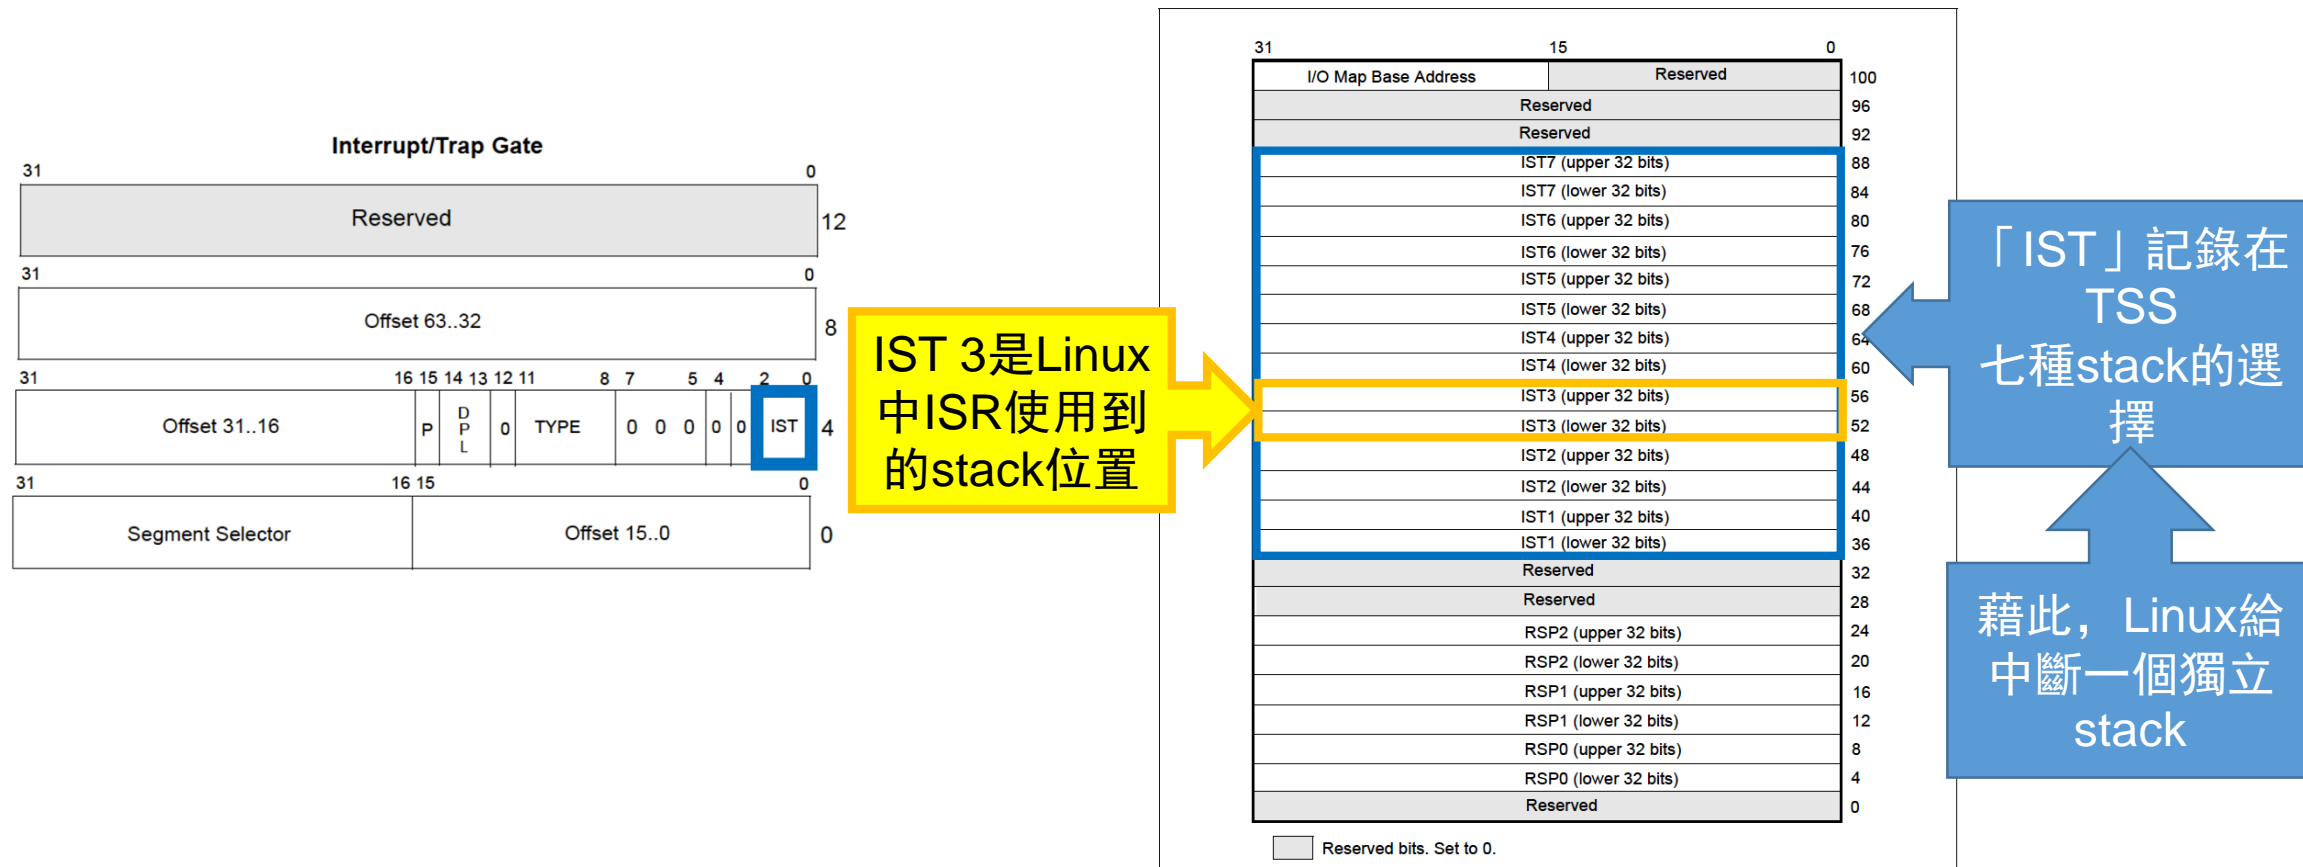 Interrupt/Trap Gate
31 0
Reserved 12
31 0
Offset 63..32 8
31 16 15 14 13 12 11 8 7 5 4 2 0
Offset 31..16 P DPL 0 TYPE 0 0 0 0 0 IST 4
31 16 15 0
Segment Selector Offset 15..0 0
IST 3是Linux
中ISR使用到
的stack位置
31 15 0
I/O Map Base Address Reserved 100
Reserved 96
Reserved 92
IST7 (upper 32 bits) 88
IST7 (lower 32 bits) 84
IST6 (upper 32 bits) 80
IST6 (lower 32 bits) 76
IST5 (upper 32 bits) 72
IST5 (lower 32 bits) 68
IST4 (upper 32 bits) 64
IST4 (lower 32 bits) 60
IST3 (upper 32 bits) 56
IST3 (lower 32 bits) 52
IST2 (upper 32 bits) 48
IST2 (lower 32 bits) 44
IST1 (upper 32 bits) 40
IST1 (lower 32 bits) 36
Reserved 32
Reserved 28
RSP2 (upper 32 bits) 24
RSP2 (lower 32 bits) 20
RSP1 (upper 32 bits) 16
RSP1 (lower 32 bits) 12
RSP0 (upper 32 bits) 8
RSP0 (lower 32 bits) 4
Reserved 0
Reserved bits. Set to 0.
「IST」記錄在
TSS
七種stack的選
擇
藉此，Linux給
中斷一個獨立
stack